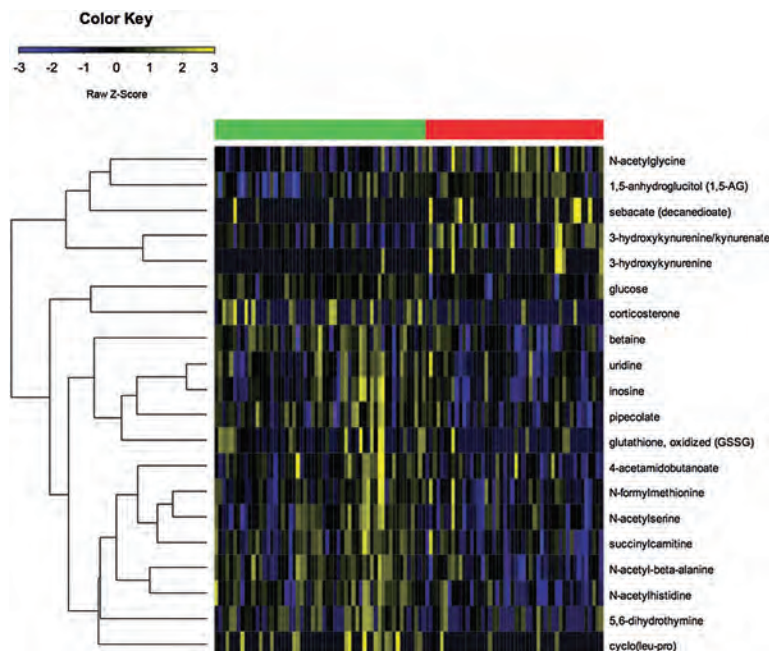 Color Key
-3 -2 -1 0 1 2 3
Raw Z-Score
N-acetylglycine
1,5-anhydroglucitol (1,5-AG)
sebacate (decanedioate)
3-hydroxykynurenine/kynurenate
3-hydroxykynurenine
glucose
corticosterone
betaine
uridine
inosine
pipecolate
glutathione, oxidized (GSSG)
4-acetamidobutanoate
N-formylmethionine
N-acetylserine
succinylcarnitine
N-acetyl-beta-alanine
N-acetylhistidine
5,6-dihydrothymine
cyclo(leu-pro)